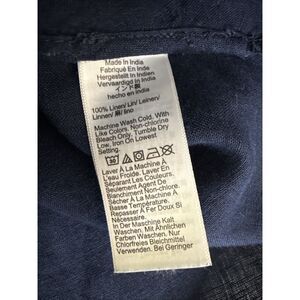 Made In India
Fabriqué En Inde
Hergestellt In Indien
Vervaardigd In India
インド製
hecho en India
100% Linen/ Lin/ Leinen/
Linnen/ 麻/ lino
Machine Wash Cold. With
Like Colors. Non-chlorine
Bleach Only. Tumble Dry
Low, Iron On Lowest
Setting.
Laver À La Machine À
L'eau Froide. Laver En
Séparant Les Couleurs,
Seulement Agent De
Blanchiment Non Chloré.
Sécher À La Machine À
Basse Température.
Repasser À Fer Doux Si
Nécessaire.
In Der Maschine Kalt
Waschen, Mit Ähnlichen
Farben Waschen. Nur
Chlorfreies Bleichmittel
Verwenden. Bei Geringer